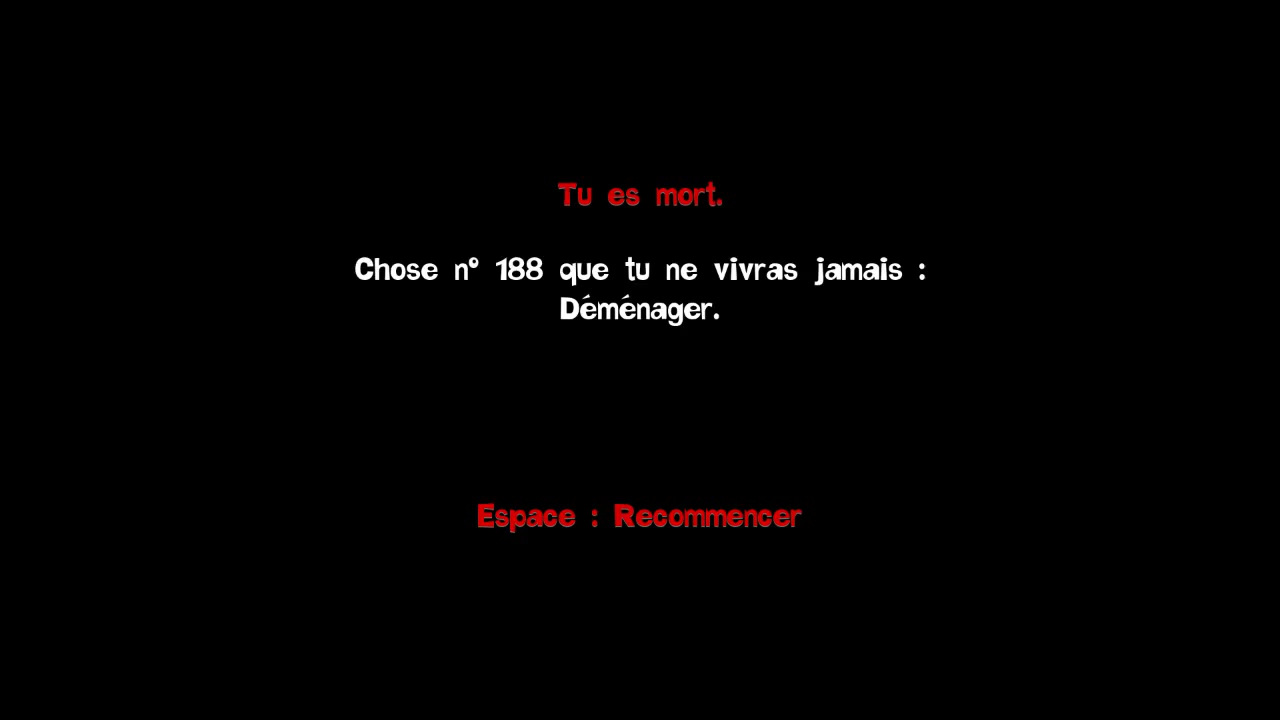 Tu es mort.
Chose n° 188 que tu ne vivras jamais :
Déménager.
Espace : Recommencer